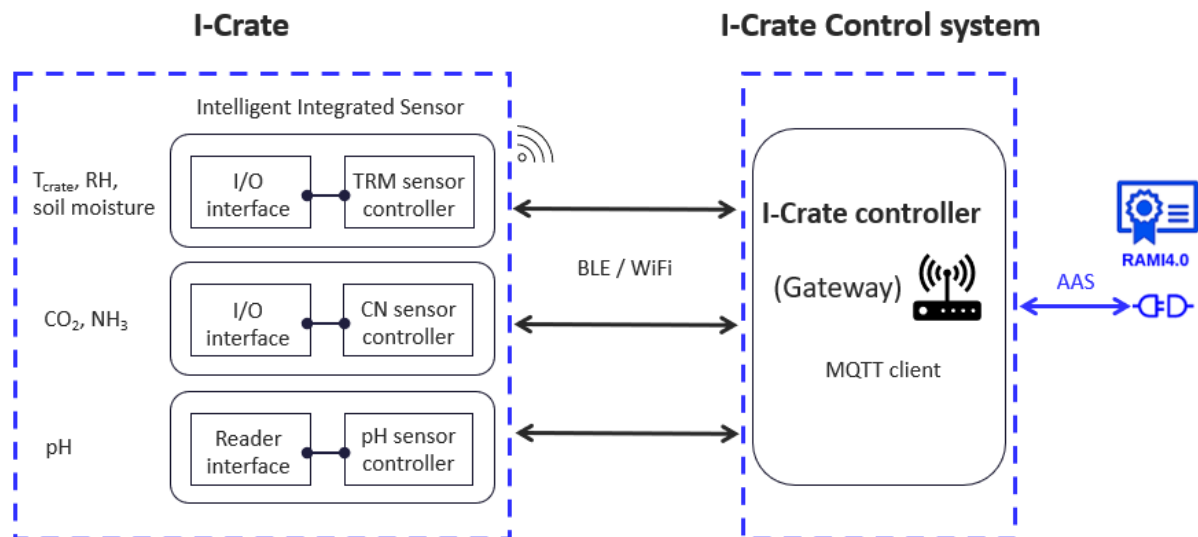 I-Crate
I-Crate Control system
Intelligent Integrated Sensor
T_crate, RH,
soil moisture
I/O
interface
TRM sensor
controller
CO₂, NH₃
I/O
interface
CN sensor
controller
pH
Reader
interface
pH sensor
controller
BLE / WiFi
I-Crate controller
(Gateway)
MQTT client
AAS
RAMI4.0